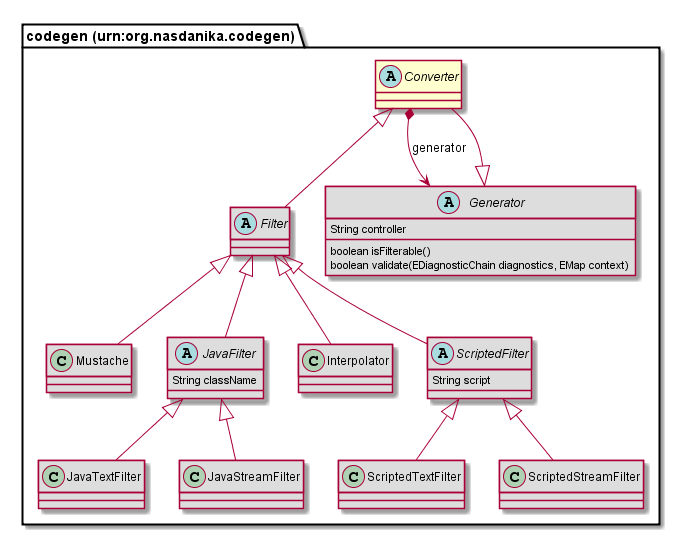 codegen (urn:org.nasdanika.codegen)
A Converter
generator
A Generator
String controller
boolean isFilterable()
boolean validate(EDiagnosticChain diagnostics, EMap context)
A Filter
C Mustache
A JavaFilter
String className
C Interpolator
A ScriptedFilter
String script
C JavaTextFilter
C JavaStreamFilter
C ScriptedTextFilter
C ScriptedStreamFilter